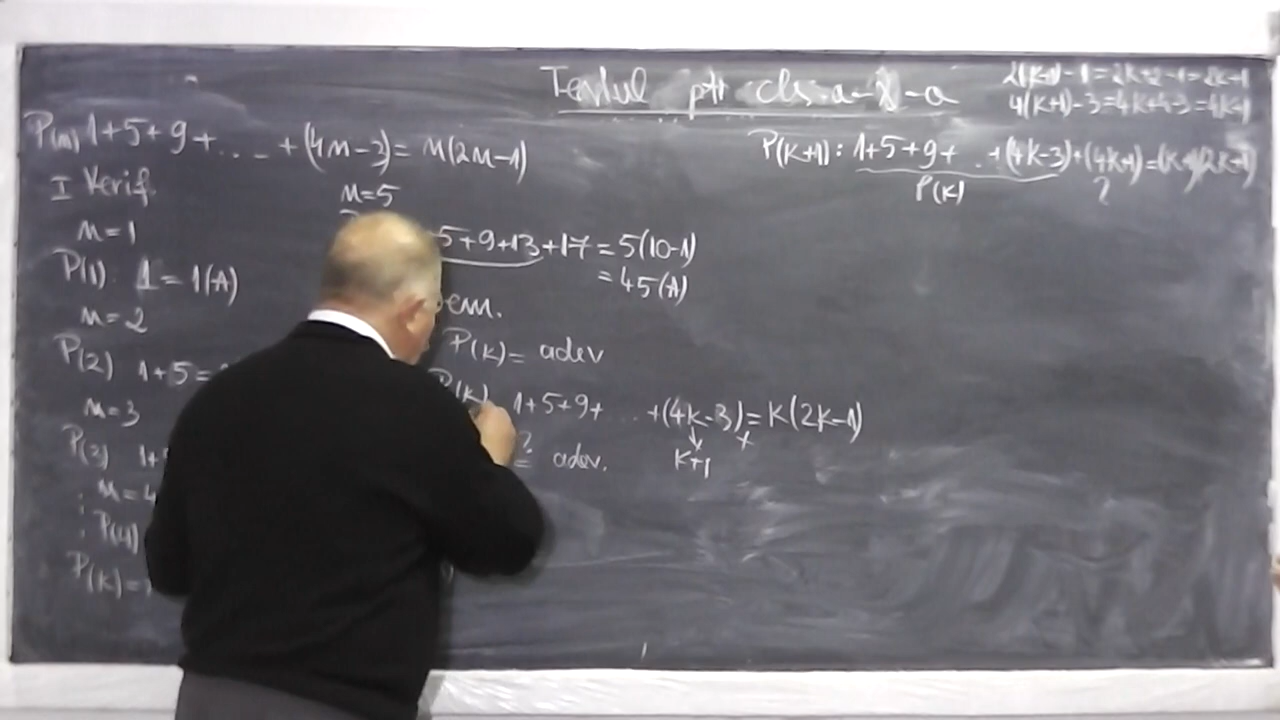 Testul ptr cls. a-X-a
2(k+1)-1=2k+2-1=2k+1
4(k+1)-3=4k+4-3=4k+1
P(n) 1+5+9+....+(4n-3)=n(2n-1)
P(k+1): 1+5+9+..+(4k-3)+(4k+1)=(k+1)(2k+1)
P(k)
?
I Verif.
n=5
n=1
5+9+13+17=5(10-1)
P(1). 1=1(A)
=45(A)
n=2
em.
P(2) 1+5=
P(k)= adev
n=3
P(k) 1+5+9+ ..+(4k-3)=k(2k-1)
k+1
P(3) 1+
?
= adev.
n=4
P(4)
P(k)=